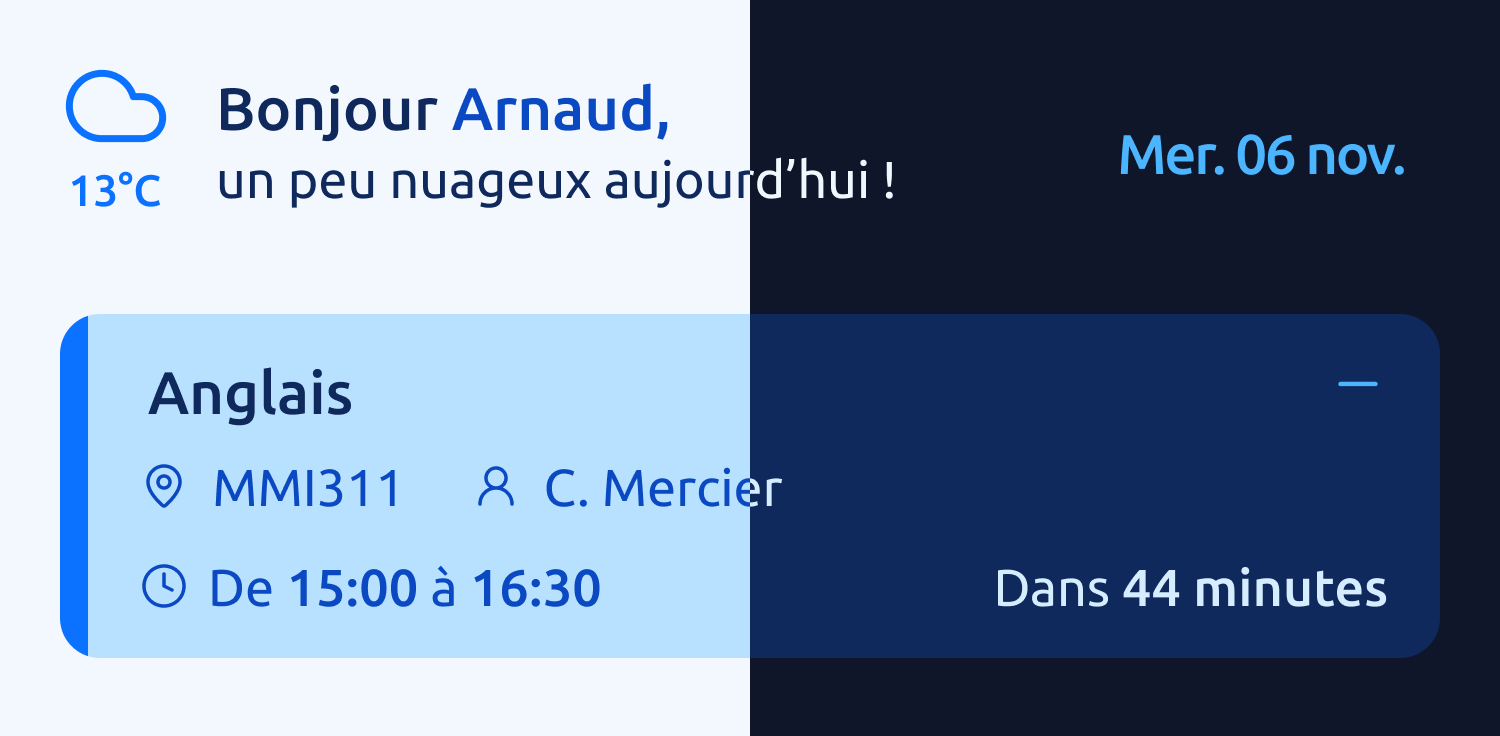 Bonjour Arnaud,
un peu nuageux aujourd’hui !
13°C
Mer. 06 nov.
Anglais
MMI311 C. Mercier
De 15:00 à 16:30
Dans 44 minutes